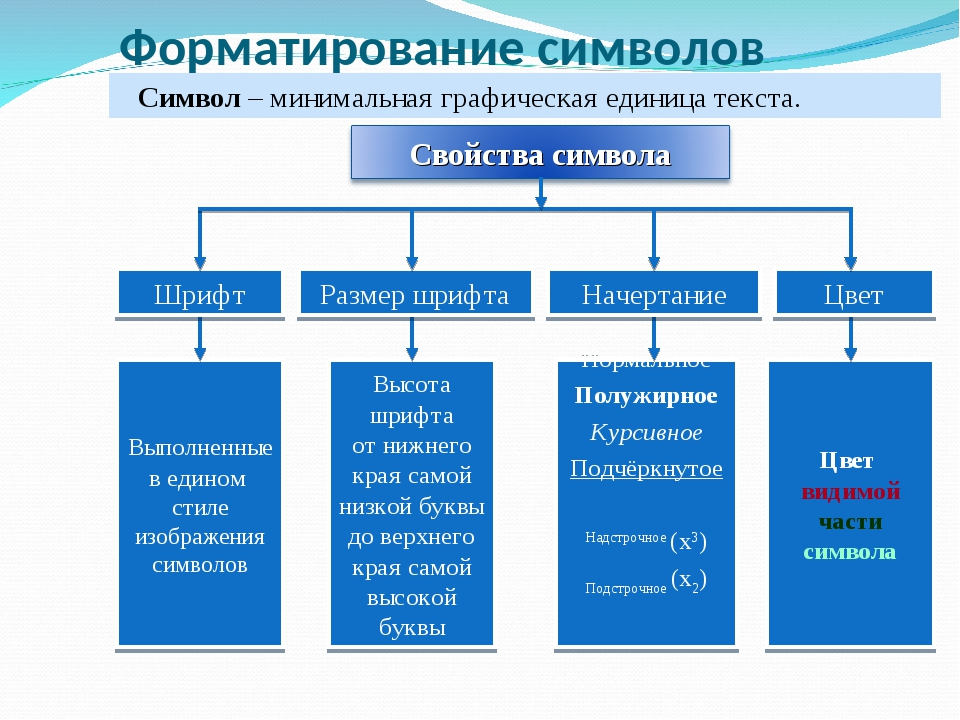 Форматирование символов
Символ – минимальная графическая единица текста.
Свойства символа
Шрифт
Размер шрифта
Начертание
Цвет
Выполненные
в едином
стиле
изображения
символов
Высота
шрифта
от нижнего
края самой
низкой буквы
до верхнего
края самой
высокой
буквы
Нормальное
Полужирное
Курсивное
Подчёркнутое
Надстрочное (x³)
Подстрочное (x₂)
Цвет
видимой
части
символа